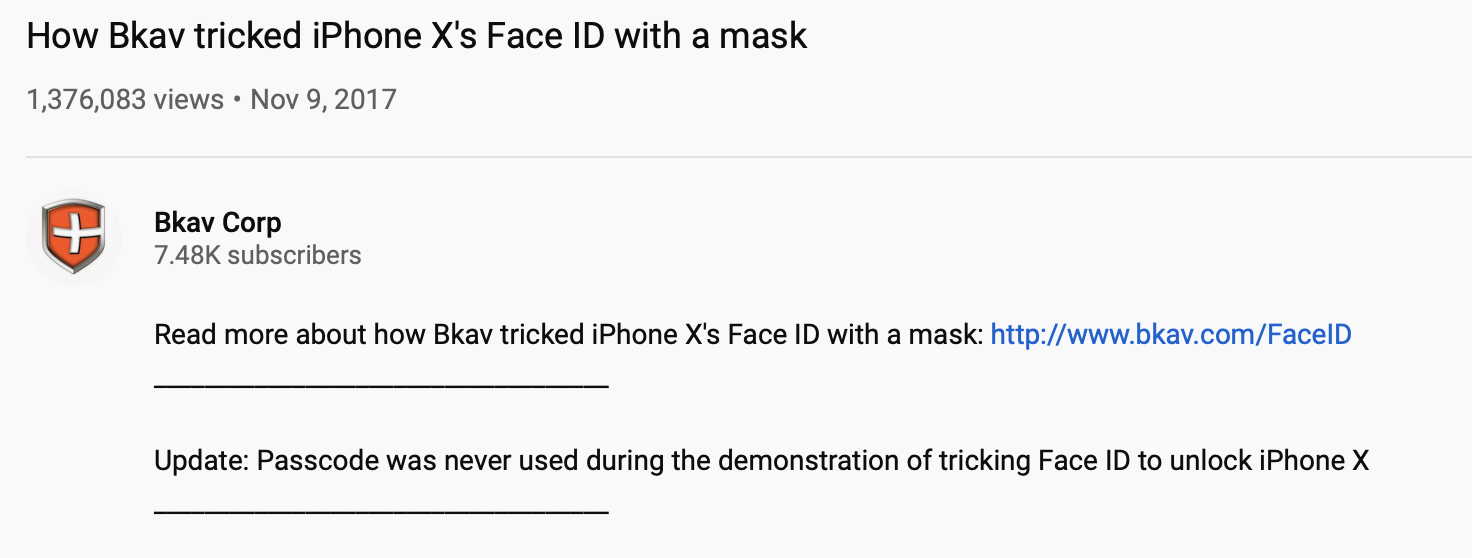 How Bkav tricked iPhone X's Face ID with a mask
1,376,083 views • Nov 9, 2017
Bkav Corp
7.48K subscribers
Read more about how Bkav tricked iPhone X's Face ID with a mask: http://www.bkav.com/FaceID
___________________________________
Update: Passcode was never used during the demonstration of tricking Face ID to unlock iPhone X
___________________________________